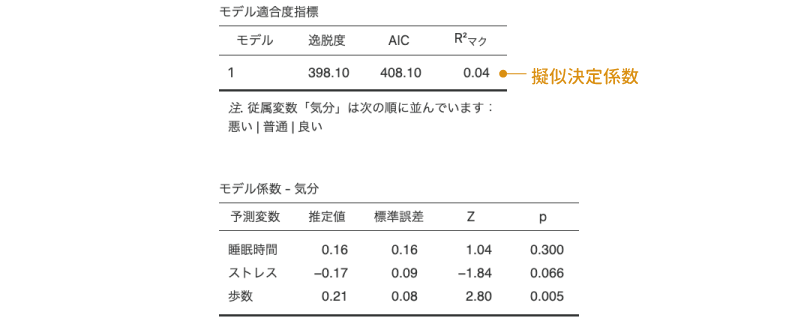 モデル適合度指標
モデル 逸脱度 AIC R²マク
1 398.10 408.10 0.04
擬似決定係数
注. 従属変数「気分」は次の順に並んでいます：
悪い | 普通 | 良い
モデル係数 – 気分
予測変数 推定値 標準誤差 Z p
睡眠時間 0.16 0.16 1.04 0.300
ストレス –0.17 0.09 –1.84 0.066
歩数 0.21 0.08 2.80 0.005